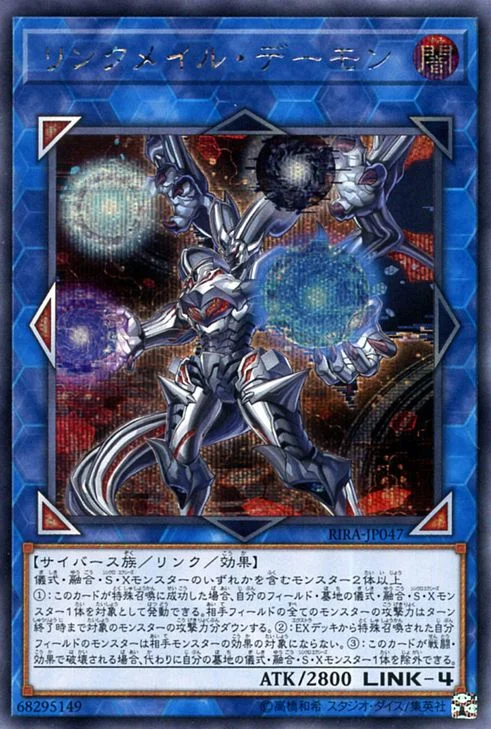 リンクメイル・デーモン
闇
RIRA-JP047
【サイバース族／リンク／効果】
儀式・融合・S・Xモンスターのいずれかを含むモンスター2体以上
①：このカードが特殊召喚に成功した場合、自分のフィールド・墓地の儀式・融合・S・Xモン
スター1体を対象として発動できる。相手フィールドの全てのモンスターの攻撃力はターン
終了時まで対象のモンスターの攻撃力分ダウンする。②：EXデッキから特殊召喚された自分
フィールドのモンスターは相手モンスターの効果の対象にならない。③：このカードが戦闘・
効果で破壊される場合、代わりに自分の墓地の儀式・融合・S・Xモンスター1体を除外できる。
ATK/2800 LINK-4
68295149 ©高橋和希 スタジオ・ダイス/集英社